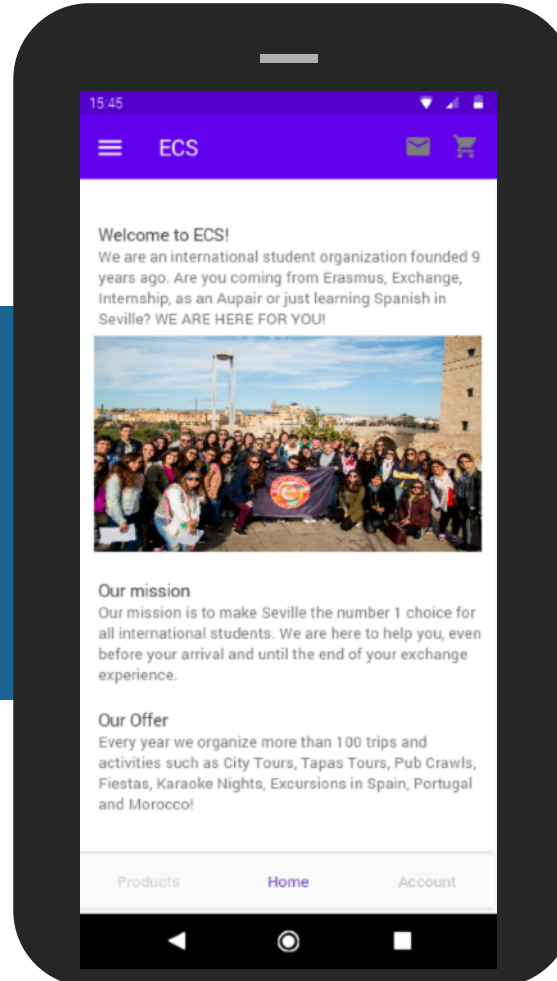 15:45
ECS
Welcome to ECS!
We are an international student organization founded 9
years ago. Are you coming from Erasmus, Exchange,
Internship, as an Aupair or just learning Spanish in
Seville? WE ARE HERE FOR YOU!
Our mission
Our mission is to make Seville the number 1 choice for
all international students. We are here to help you, even
before your arrival and until the end of your exchange
experience.
Our Offer
Every year we organize more than 100 trips and
activities such as City Tours, Tapas Tours, Pub Crawls,
Fiestas, Karaoke Nights, Excursions in Spain, Portugal
and Morocco!
Products Home Account